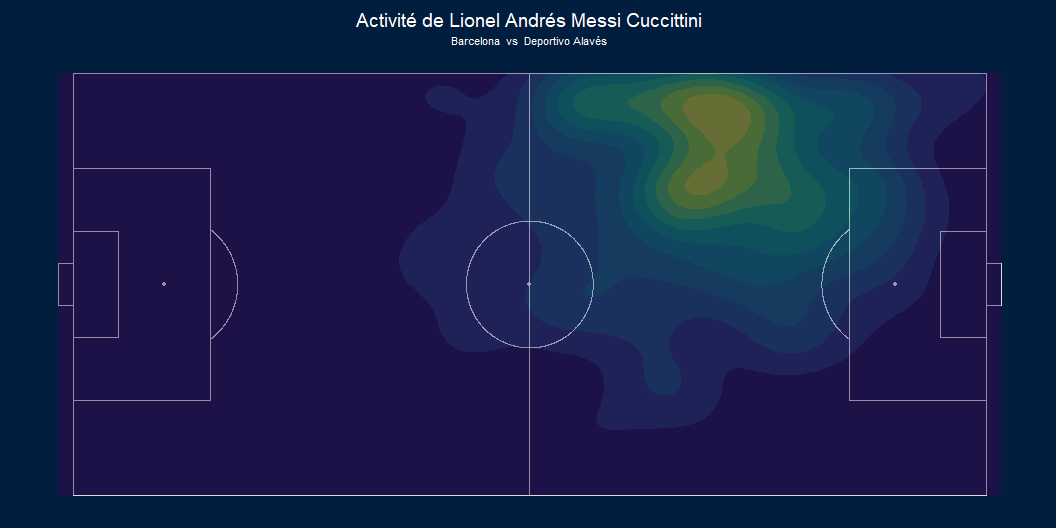 Activité de Lionel Andrés Messi Cuccittini
Barcelona vs Deportivo Alavés